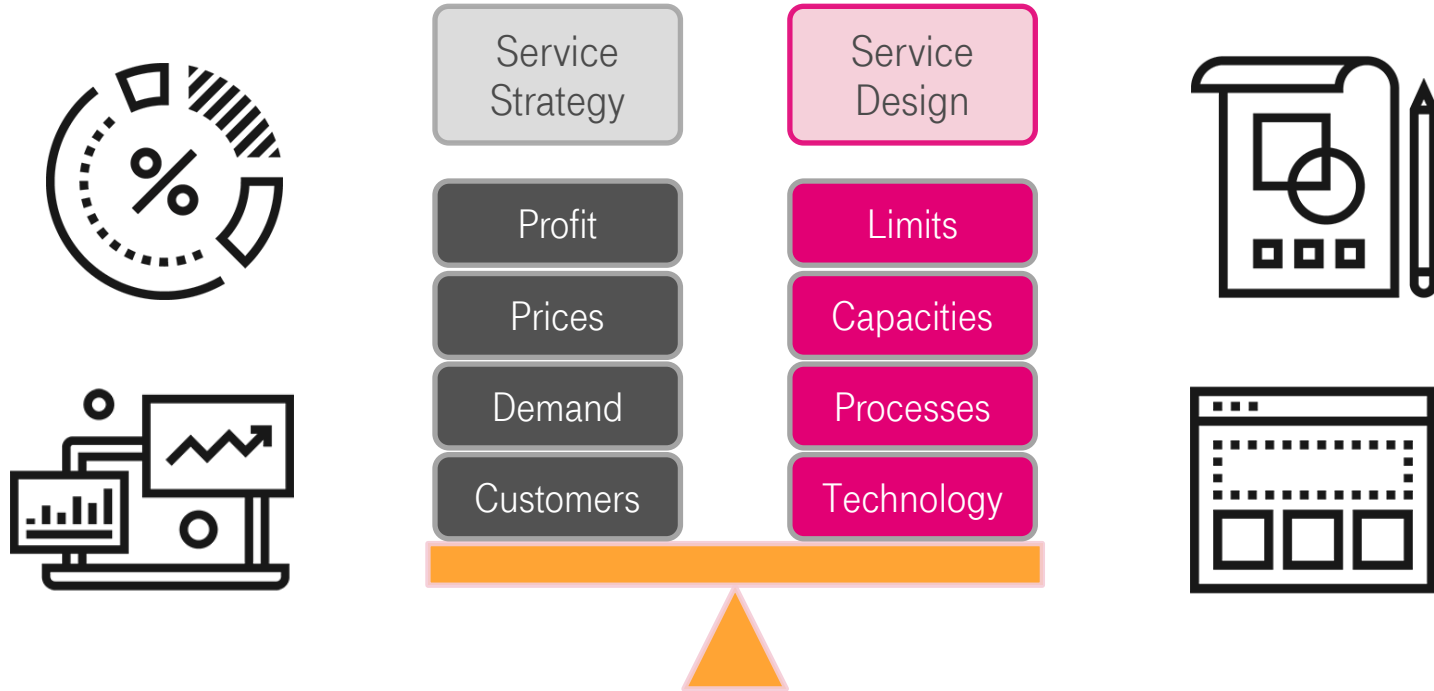 Service
Strategy
Service
Design
Profit
Limits
Prices
Capacities
Demand
Processes
Customers
Technology
%